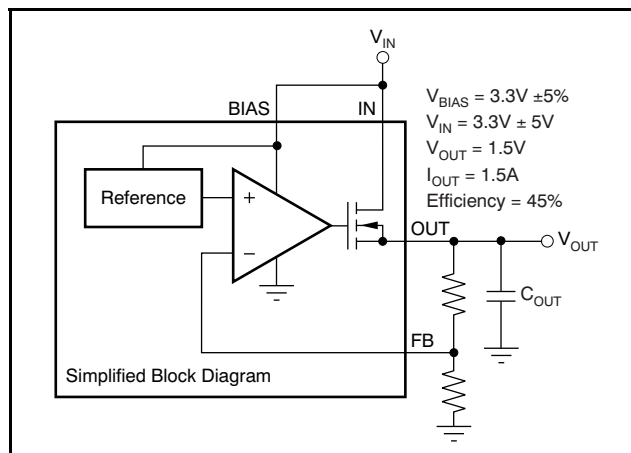 V_IN
BIAS
IN
V_BIAS = 3.3V ±5%
V_IN = 3.3V ± 5V
V_OUT = 1.5V
I_OUT = 1.5A
Efficiency = 45%
Reference
+
−
OUT
V_OUT
C_OUT
FB
Simplified Block Diagram